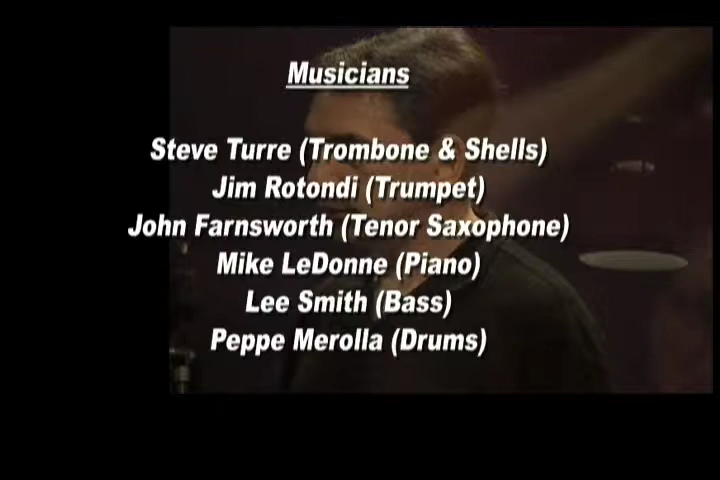 Musicians
Steve Turre (Trombone & Shells)
Jim Rotondi (Trumpet)
John Farnsworth (Tenor Saxophone)
Mike LeDonne (Piano)
Lee Smith (Bass)
Peppe Merolla (Drums)